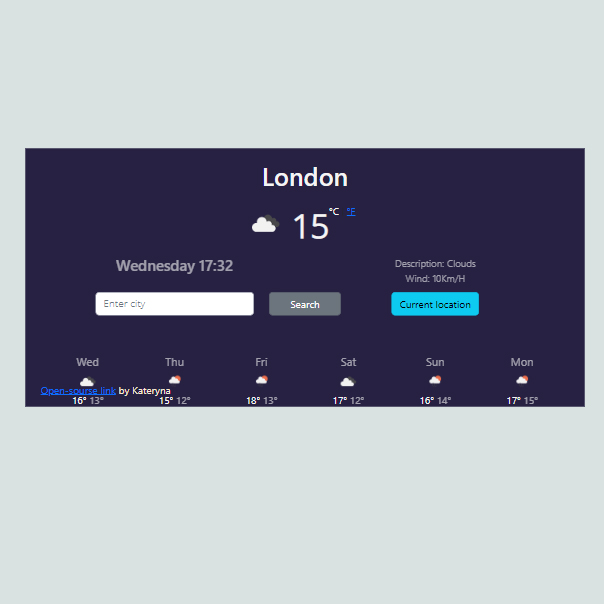 London
15 °C °F
Wednesday 17:32
Description: Clouds
Wind: 10Km/H
Enter city
Search
Current location
Wed Thu Fri Sat Sun Mon
Open-sourse link by Kateryna
16° 13° 15° 12° 18° 13° 17° 12° 16° 14° 17° 15°